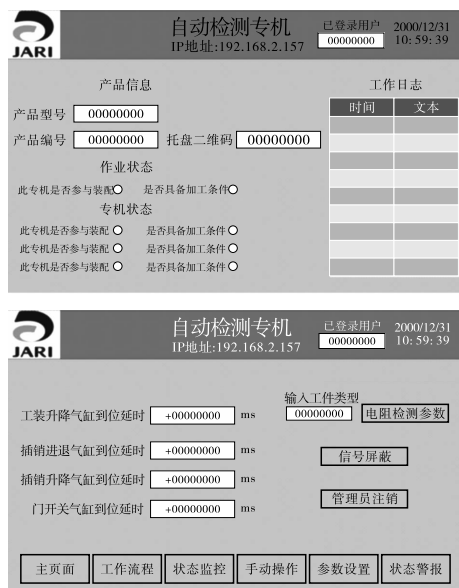 JARI
自动检测专机
IP地址:192.168.2.157
已登录用户
00000000
2000/12/31
10:59:39
产品信息
工作日志
产品型号 00000000
时间 文本
产品编号 00000000 托盘二维码 00000000
作业状态
此专机是否参与装配 是否具备加工条件
专机状态
此专机是否参与装配 是否具备加工条件
此专机是否参与装配 是否具备加工条件
此专机是否参与装配 是否具备加工条件
JARI
自动检测专机
IP地址:192.168.2.157
已登录用户
00000000
2000/12/31
10:59:39
输入工件类型
工装升降气缸到位延时 +00000000 ms 00000000 电阻检测参数
插销进退气缸到位延时 +00000000 ms 信号屏蔽
插销升降气缸到位延时 +00000000 ms
门开关气缸到位延时 +00000000 ms 管理员注销
主页面 工作流程 状态监控 手动操作 参数设置 状态警报